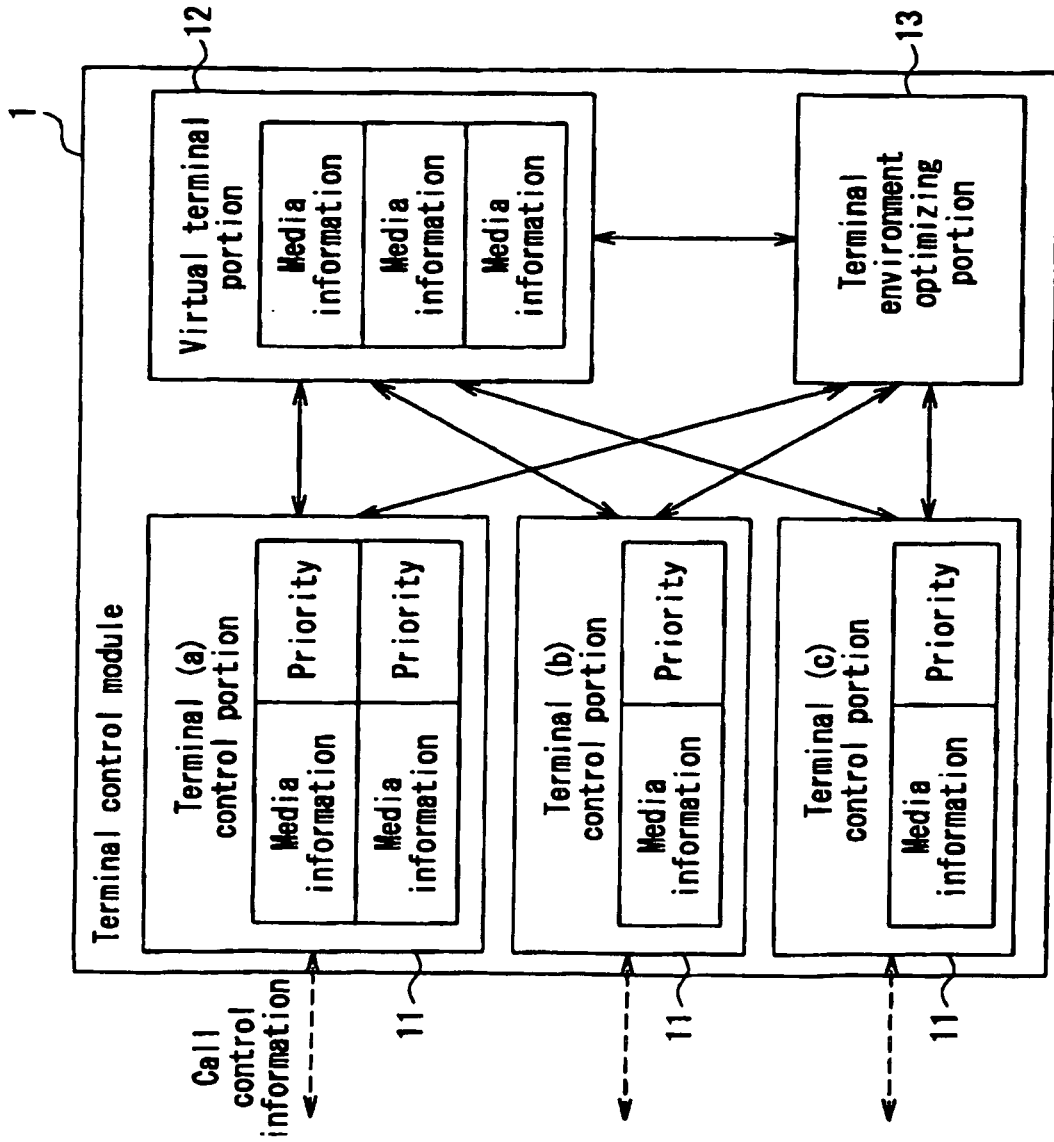 1
Terminal control module
Call
control
information
11
Terminal (a)
control portion
Media
information
Priority
Media
information
Priority
11
Terminal (b)
control portion
Media
information
Priority
11
Terminal (c)
control portion
Media
information
Priority
12
Virtual terminal
portion
Media
information
Media
information
Media
information
13
Terminal
environment
optimizing
portion